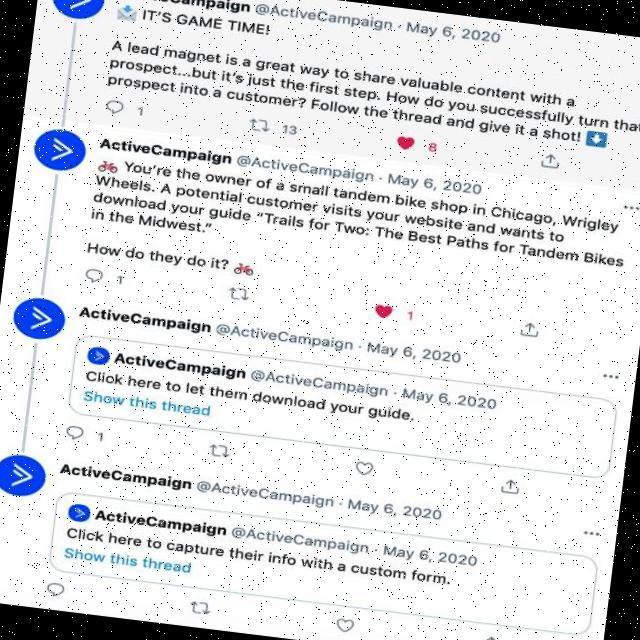 Campaign @ActiveCampaign · May 6, 2020
📩 IT'S GAME TIME!
A lead magnet is a great way to share valuable content with a
prospect...but it's just the first step. How do you successfully turn that
prospect into a customer? Follow the thread and give it a shot! ⬇️
1 13 8
ActiveCampaign @ActiveCampaign · May 6, 2020
🚲 You're the owner of a small tandem bike shop in Chicago, Wrigley
Wheels. A potential customer visits your website and wants to
download your guide "Trails for Two: The Best Paths for Tandem Bikes
in the Midwest."
How do they do it? 🚲
1 1
ActiveCampaign @ActiveCampaign · May 6, 2020
ActiveCampaign @ActiveCampaign · May 6, 2020
Click here to let them download your guide.
Show this thread
1
ActiveCampaign @ActiveCampaign · May 6, 2020
ActiveCampaign @ActiveCampaign · May 6, 2020
Click here to capture their info with a custom form.
Show this thread